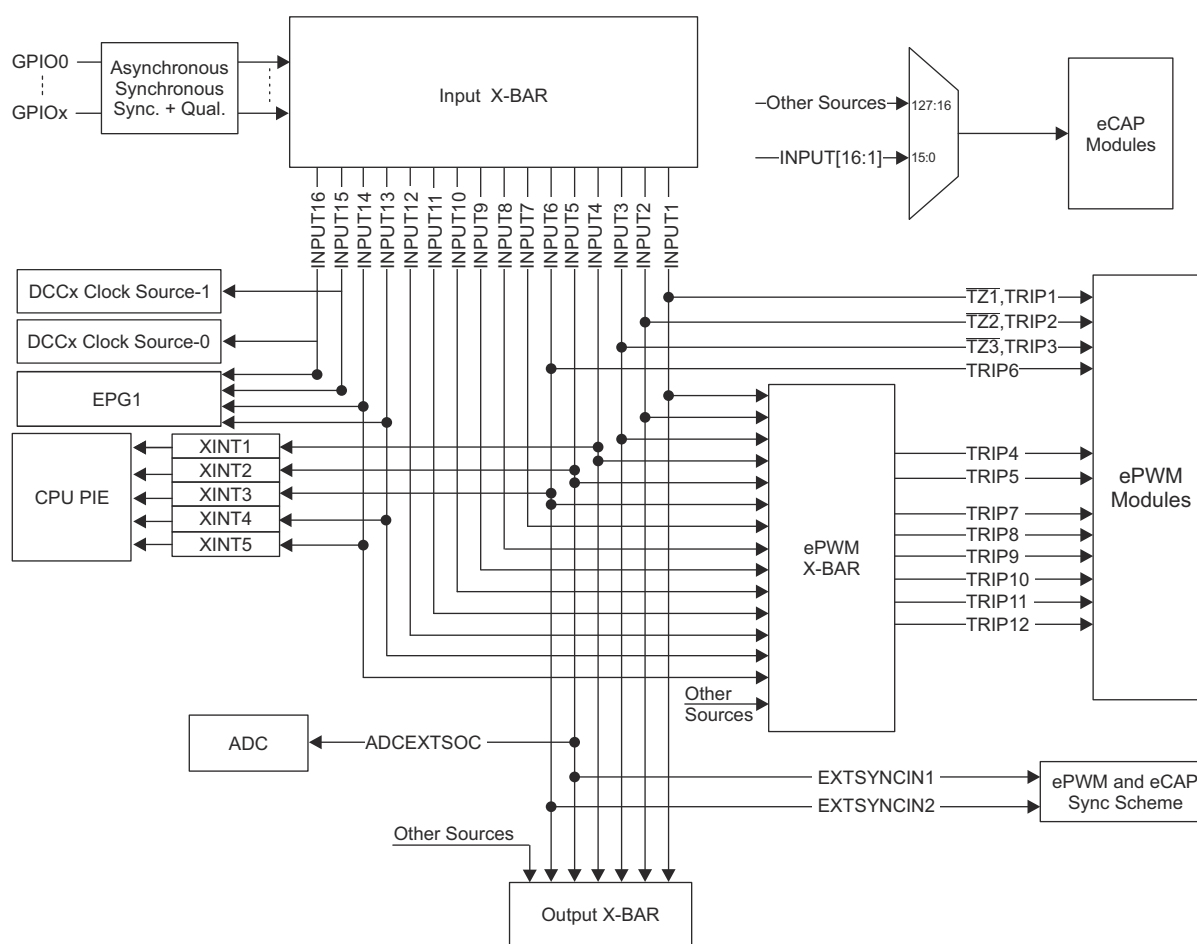 GPIO0
GPIOx
Asynchronous
Synchronous
Sync. + Qual.
Input X-BAR
Other Sources
127:16
INPUT[16:1]
15:0
eCAP
Modules
INPUT16
INPUT15
INPUT14
INPUT13
INPUT12
INPUT11
INPUT10
INPUT9
INPUT8
INPUT7
INPUT6
INPUT5
INPUT4
INPUT3
INPUT2
INPUT1
DCCx Clock Source-1
DCCx Clock Source-0
EPG1
CPU PIE
XINT1
XINT2
XINT3
XINT4
XINT5
TZ1,TRIP1
TZ2,TRIP2
TZ3,TRIP3
TRIP6
ePWM
X-BAR
TRIP4
TRIP5
TRIP7
TRIP8
TRIP9
TRIP10
TRIP11
TRIP12
ePWM
Modules
Other
Sources
ADC
ADCEXTSOC
EXTSYNCIN1
EXTSYNCIN2
ePWM and eCAP
Sync Scheme
Other Sources
Output X-BAR